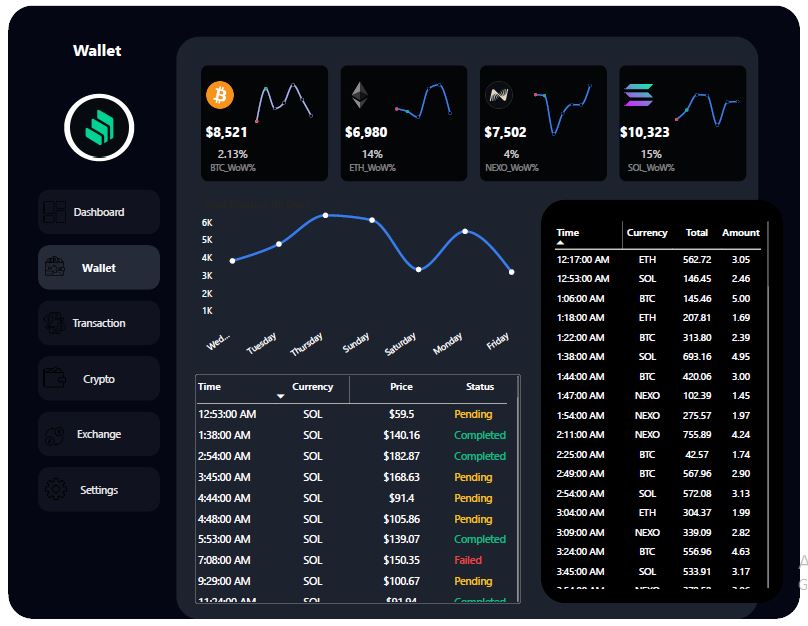 Wallet
Dashboard
Wallet
Transaction
Crypto
Exchange
Settings
$8,521
2.13%
BTC_WoW%
$6,980
14%
ETH_WoW%
$7,502
4%
NEXO_WoW%
$10,323
15%
SOL_WoW%
6K
5K
4K
3K
2K
1K
Wed...
Tuesday
Thursday
Sunday
Saturday
Monday
Friday
Time Currency Price Status
12:53:00 AM SOL $59.5 Pending
1:38:00 AM SOL $140.16 Completed
2:54:00 AM SOL $182.87 Completed
3:45:00 AM SOL $168.63 Pending
4:44:00 AM SOL $91.4 Pending
4:48:00 AM SOL $105.86 Pending
5:53:00 AM SOL $139.07 Completed
7:08:00 AM SOL $150.35 Failed
9:29:00 AM SOL $100.67 Pending
11:24:00 AM SOL $91.94 Completed
Time Currency Total Amount
12:17:00 AM ETH 562.72 3.05
12:53:00 AM SOL 146.45 2.46
1:06:00 AM BTC 145.46 5.00
1:18:00 AM ETH 207.81 1.69
1:22:00 AM BTC 313.80 2.39
1:38:00 AM SOL 693.16 4.95
1:44:00 AM BTC 420.06 3.00
1:47:00 AM NEXO 102.39 1.45
1:54:00 AM NEXO 275.57 1.97
2:11:00 AM NEXO 755.89 4.24
2:25:00 AM BTC 42.57 1.74
2:49:00 AM BTC 567.96 2.90
2:54:00 AM SOL 572.08 3.13
3:04:00 AM ETH 304.37 1.99
3:09:00 AM NEXO 339.09 2.82
3:24:00 AM BTC 556.96 4.63
3:45:00 AM SOL 533.91 3.17